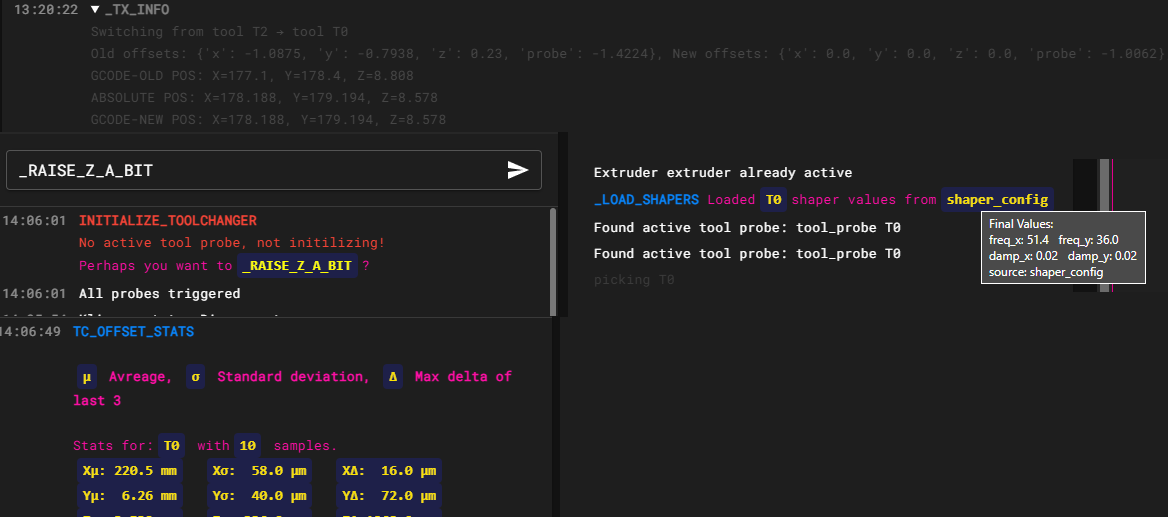 13:20:22 ▼ _TX_INFO
Switching from tool T2 → tool T0
Old offsets: {'x': -1.0875, 'y': -0.7938, 'z': 0.23, 'probe': -1.4224}, New offsets: {'x': 0.0, 'y': 0.0, 'z': 0.0, 'probe': -1.0062}
GCODE-OLD POS: X=177.1, Y=178.4, Z=8.808
ABSOLUTE POS: X=178.188, Y=179.194, Z=8.578
GCODE-NEW POS: X=178.188, Y=179.194, Z=8.578
_RAISE_Z_A_BIT
14:06:01 INITIALIZE_TOOLCHANGER
No active tool probe, not initilizing!
Perhaps you want to _RAISE_Z_A_BIT ?
14:06:01 All probes triggered
14:06:49 TC_OFFSET_STATS
μ Avreage, σ Standard deviation, Δ Max delta of
last 3
Stats for: T0 with 10 samples.
Xμ: 220.5 mm Xσ: 58.0 μm XΔ: 16.0 μm
Yμ: 6.26 mm Yσ: 40.0 μm YΔ: 72.0 μm
Extruder extruder already active
_LOAD_SHAPERS Loaded T0 shaper values from shaper_config
Found active tool probe: tool_probe T0
Found active tool probe: tool_probe T0
picking T0
Final Values:
freq_x: 51.4 freq_y: 36.0
damp_x: 0.02 damp_y: 0.02
source: shaper_config